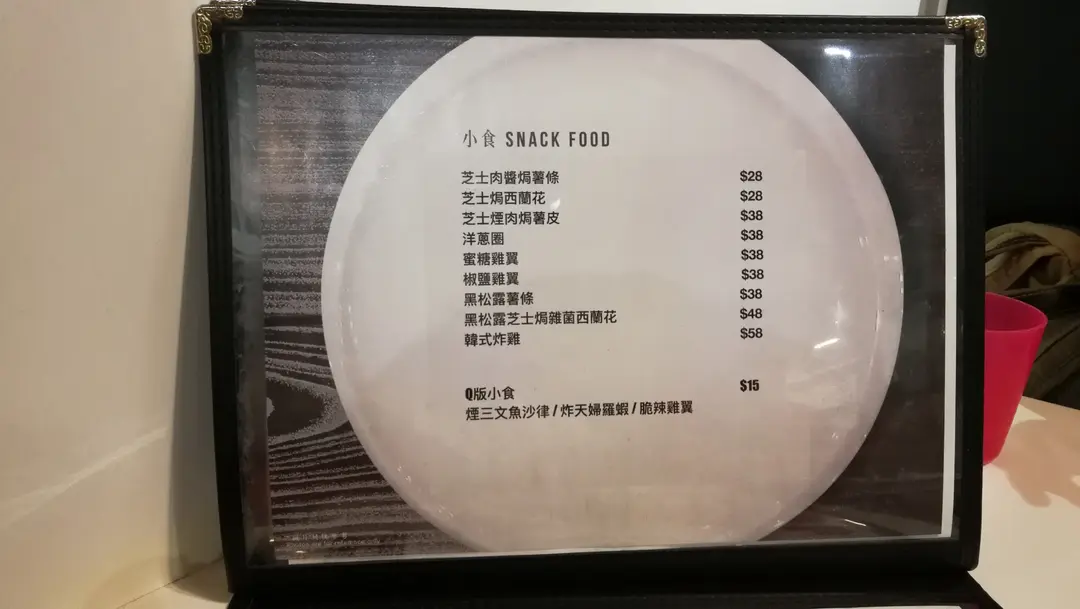 小食 SNACK FOOD
芝士肉醬焗薯條 $28
芝士焗西蘭花 $28
芝士煙肉焗薯皮 $38
洋蔥圈 $38
蜜糖雞翼 $38
椒鹽雞翼 $38
黑松露薯條 $38
黑松露芝士焗雜菌西蘭花 $48
韓式炸雞 $58
Q版小食 $15
煙三文魚沙律 / 炸天婦羅蝦 / 脆辣雞翼